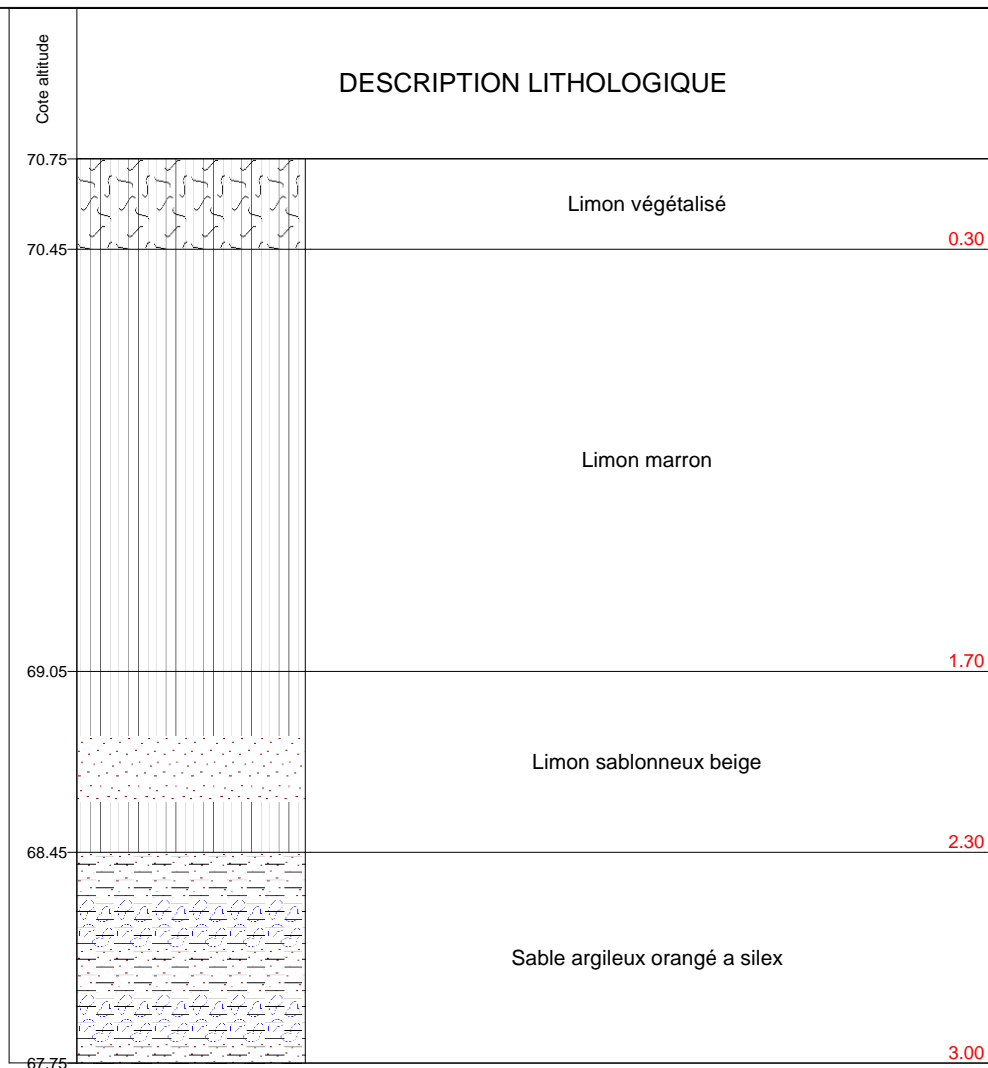 Cote altitude
DESCRIPTION LITHOLOGIQUE
70.75
Limon végétalisé
0.30
70.45
Limon marron
1.70
69.05
Limon sablonneux beige
2.30
68.45
Sable argileux orangé a silex
3.00
67.75